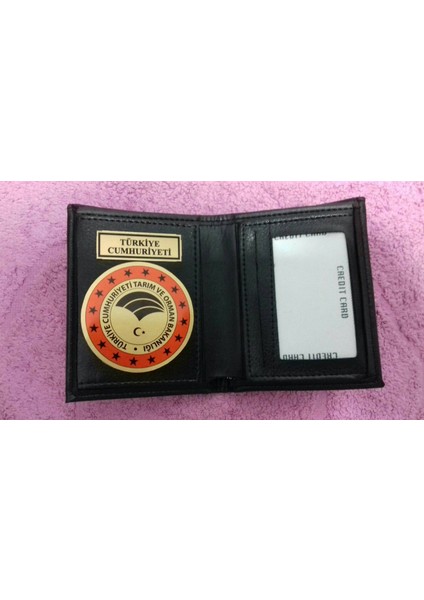 TÜRKİYE
CUMHURİYETİ
TÜRKİYE CUMHURİYETİ TARIM VE ORMAN BAKANLIĞI
CREDIT CARD
CREDIT CARD
CREDIT CARD